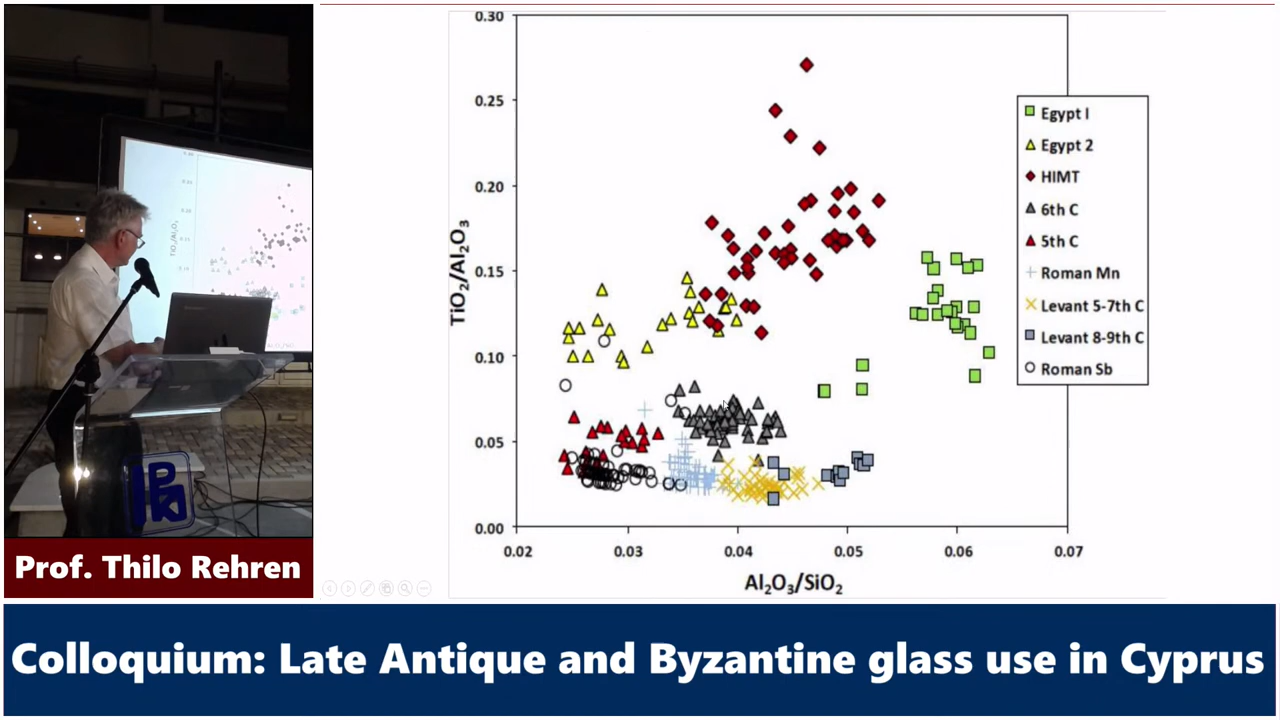 0.30
0.25
0.20
0.15
0.10
0.05
0.00
TiO2/Al2O3
0.02 0.03 0.04 0.05 0.06 0.07
Al2O3/SiO2
Egypt I
Egypt 2
HIMT
6th C
5th C
Roman Mn
Levant 5-7th C
Levant 8-9th C
Roman Sb
Prof. Thilo Rehren
Colloquium: Late Antique and Byzantine glass use in Cyprus